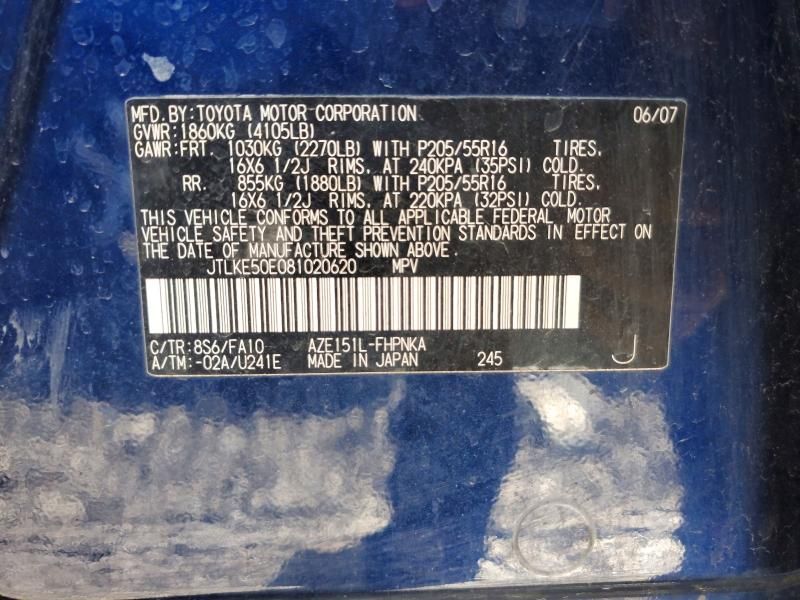 MFD.BY:TOYOTA MOTOR CORPORATION 06/07
GVWR:1860KG (4105LB)
GAWR:FRT 1030KG (2270LB) WITH P205/55R16 TIRES,
16X6 1/2J RIMS, AT 240KPA (35PSI) COLD.
RR. 855KG (1880LB) WITH P205/55R16 TIRES,
16X6 1/2J RIMS, AT 220KPA (32PSI) COLD.
THIS VEHICLE CONFORMS TO ALL APPLICABLE FEDERAL MOTOR
VEHICLE SAFETY AND THEFT PREVENTION STANDARDS IN EFFECT ON
THE DATE OF MANUFACTURE SHOWN ABOVE.
JTLKE50E081020620 MPV
C/TR:8S6/FA10 AZE151L-FHPNKA
A/TM:-02A/U241E MADE IN JAPAN 245 J